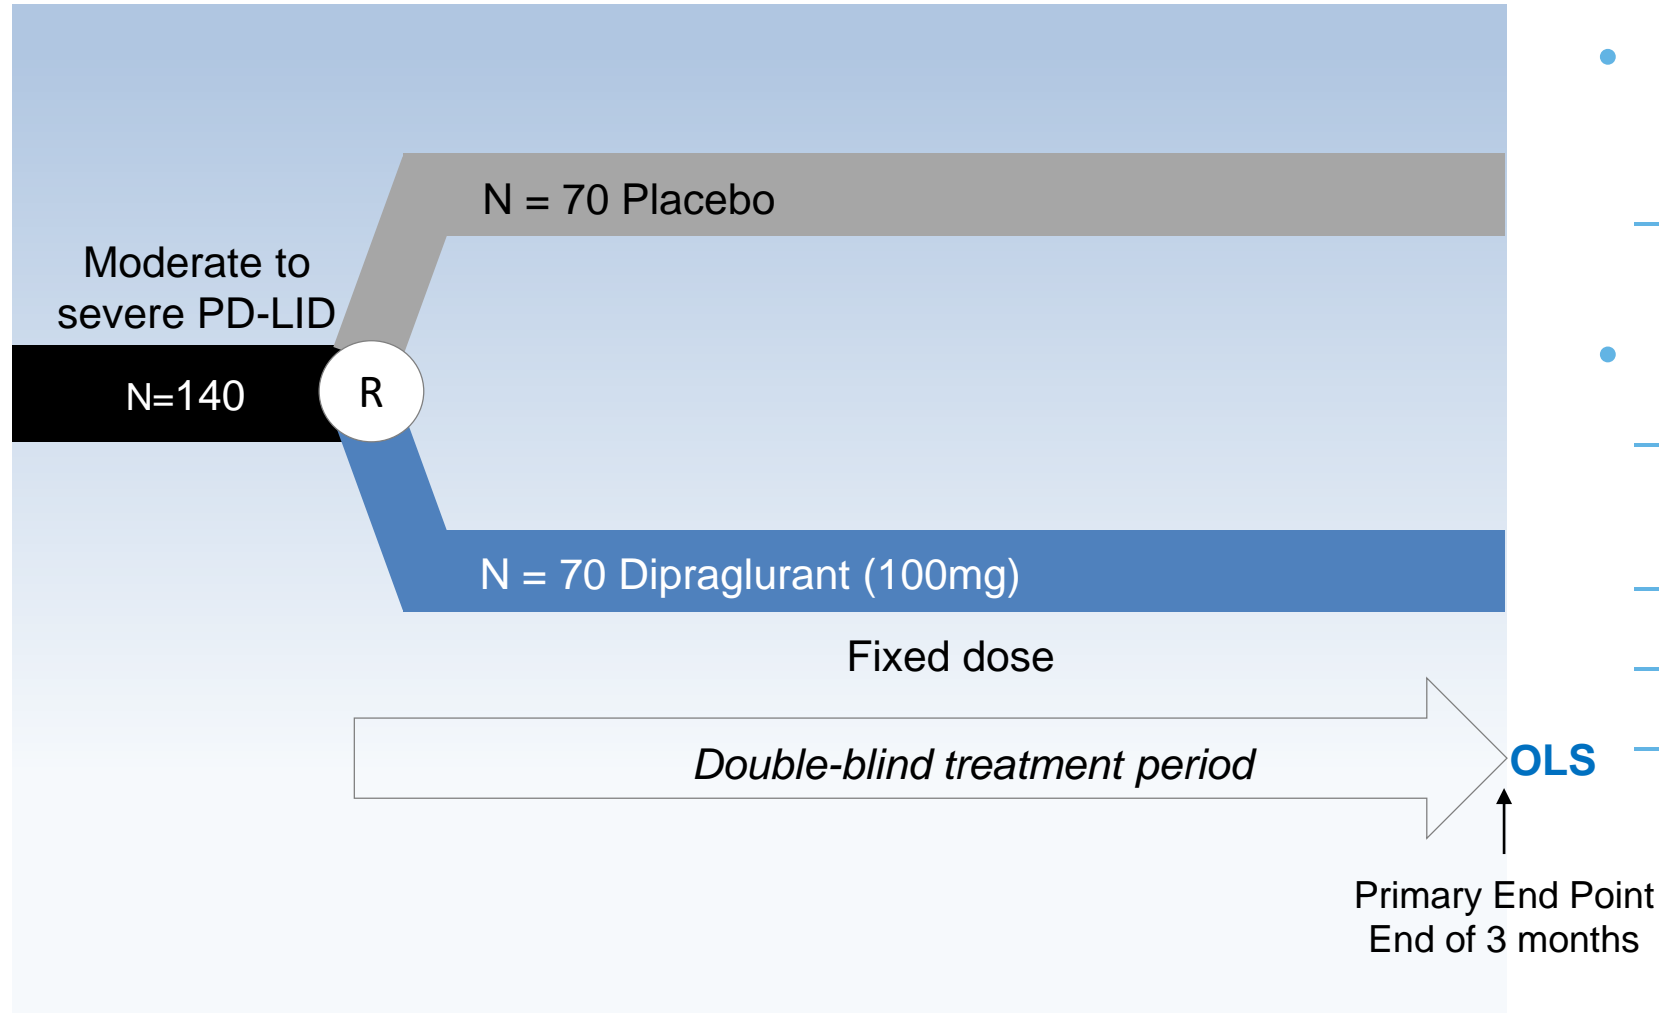 N = 70 Placebo
Moderate to
severe PD-LID
N=140
R
N = 70 Dipraglurant (100mg)
Fixed dose
Double-blind treatment period
OLS
Primary End Point
End of 3 months